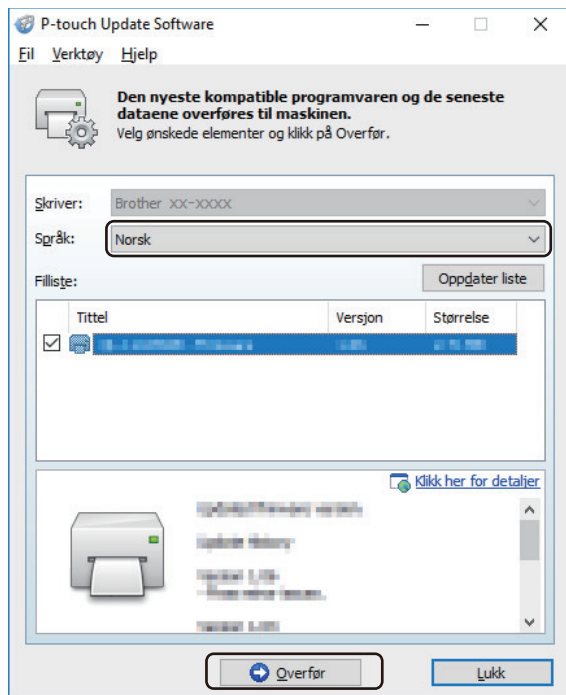 P-touch Update Software
Fil Verktøy Hjelp
Den nyeste kompatible programvaren og de seneste
dataene overføres til maskinen.
Velg ønskede elementer og klikk på Overfør.
Skriver: Brother XX-XXXX
Språk: Norsk
Filliste: Oppdater liste
Tittel Versjon Størrelse
Klikk her for detaljer
Overfør Lukk